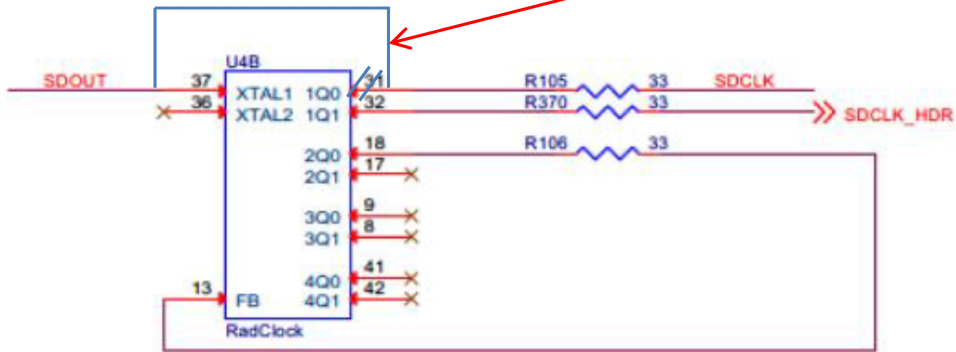 U4B
SDOUT 37 XTAL1 1Q0 31 R105 33 SDCLK
36 XTAL2 1Q1 32 R370 33 SDCLK_HDR
2Q0 18 R106 33
2Q1 17
3Q0 9
3Q1 8
4Q0 41
13 FB 4Q1 42
RadClock